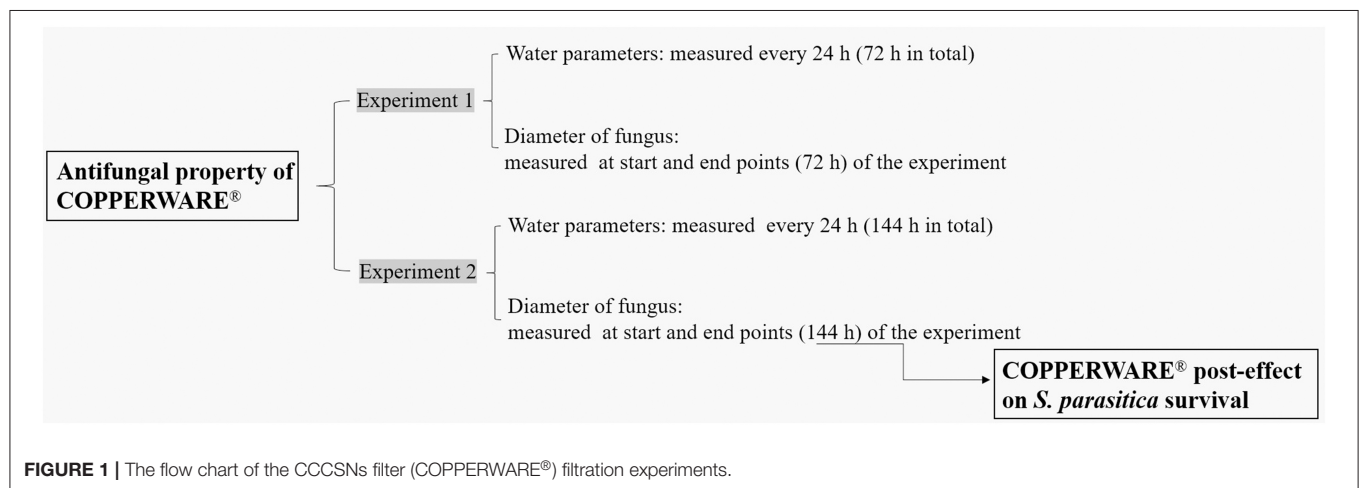 Water parameters: measured every 24 h (72 h in total)
Experiment 1
Diameter of fungus:
measured at start and end points (72 h) of the experiment
Antifungal property of
COPPERWARE®
Water parameters: measured every 24 h (144 h in total)
Experiment 2
Diameter of fungus:
measured at start and end points (144 h) of the experiment
COPPERWARE® post-effect
on S. parasitica survival
FIGURE 1 | The flow chart of the CCCSNs filter (COPPERWARE®) filtration experiments.